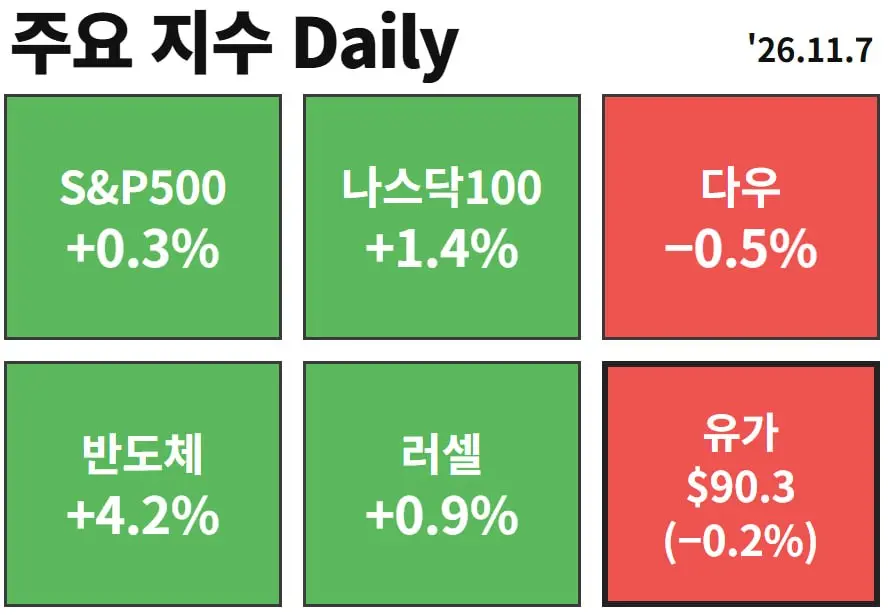 주요 지수 Daily
'26.11.7
S&P500
+0.3%
나스닥100
+1.4%
다우
−0.5%
반도체
+4.2%
러셀
+0.9%
유가
$90.3
(−0.2%)